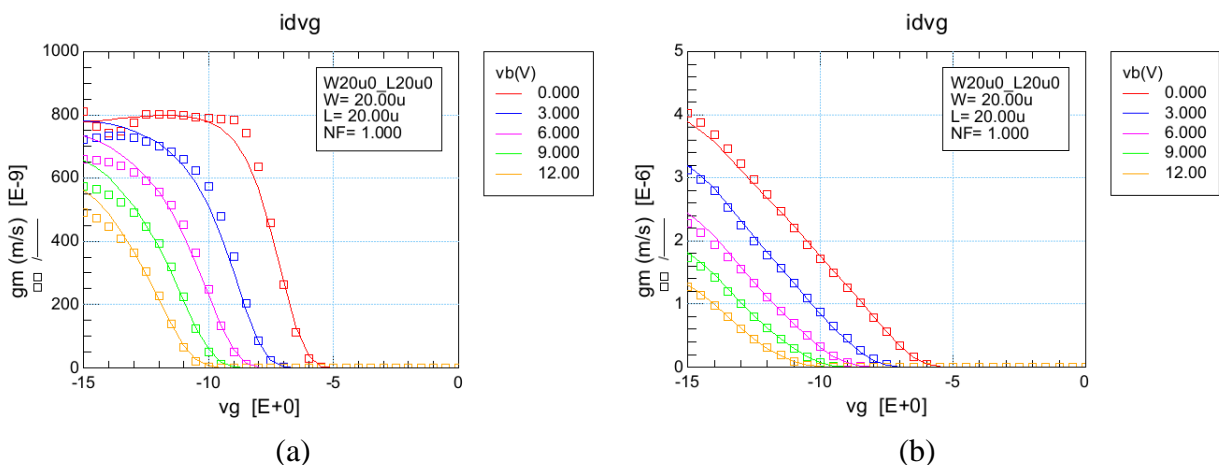 idvg
1000
800
600
400
200
0
gm (m/s) [E-9]
□□ /____
W20u0_L20u0
W= 20.00u
L= 20.00u
NF= 1.000
-15
-10
-5
0
vg [E+0]
vb(V)
0.000
3.000
6.000
9.000
12.00
(a)
idvg
5
4
3
2
1
0
gm (m/s) [E-6]
□□ /____
W20u0_L20u0
W= 20.00u
L= 20.00u
NF= 1.000
-15
-10
-5
0
vg [E+0]
vb(V)
0.000
3.000
6.000
9.000
12.00
(b)